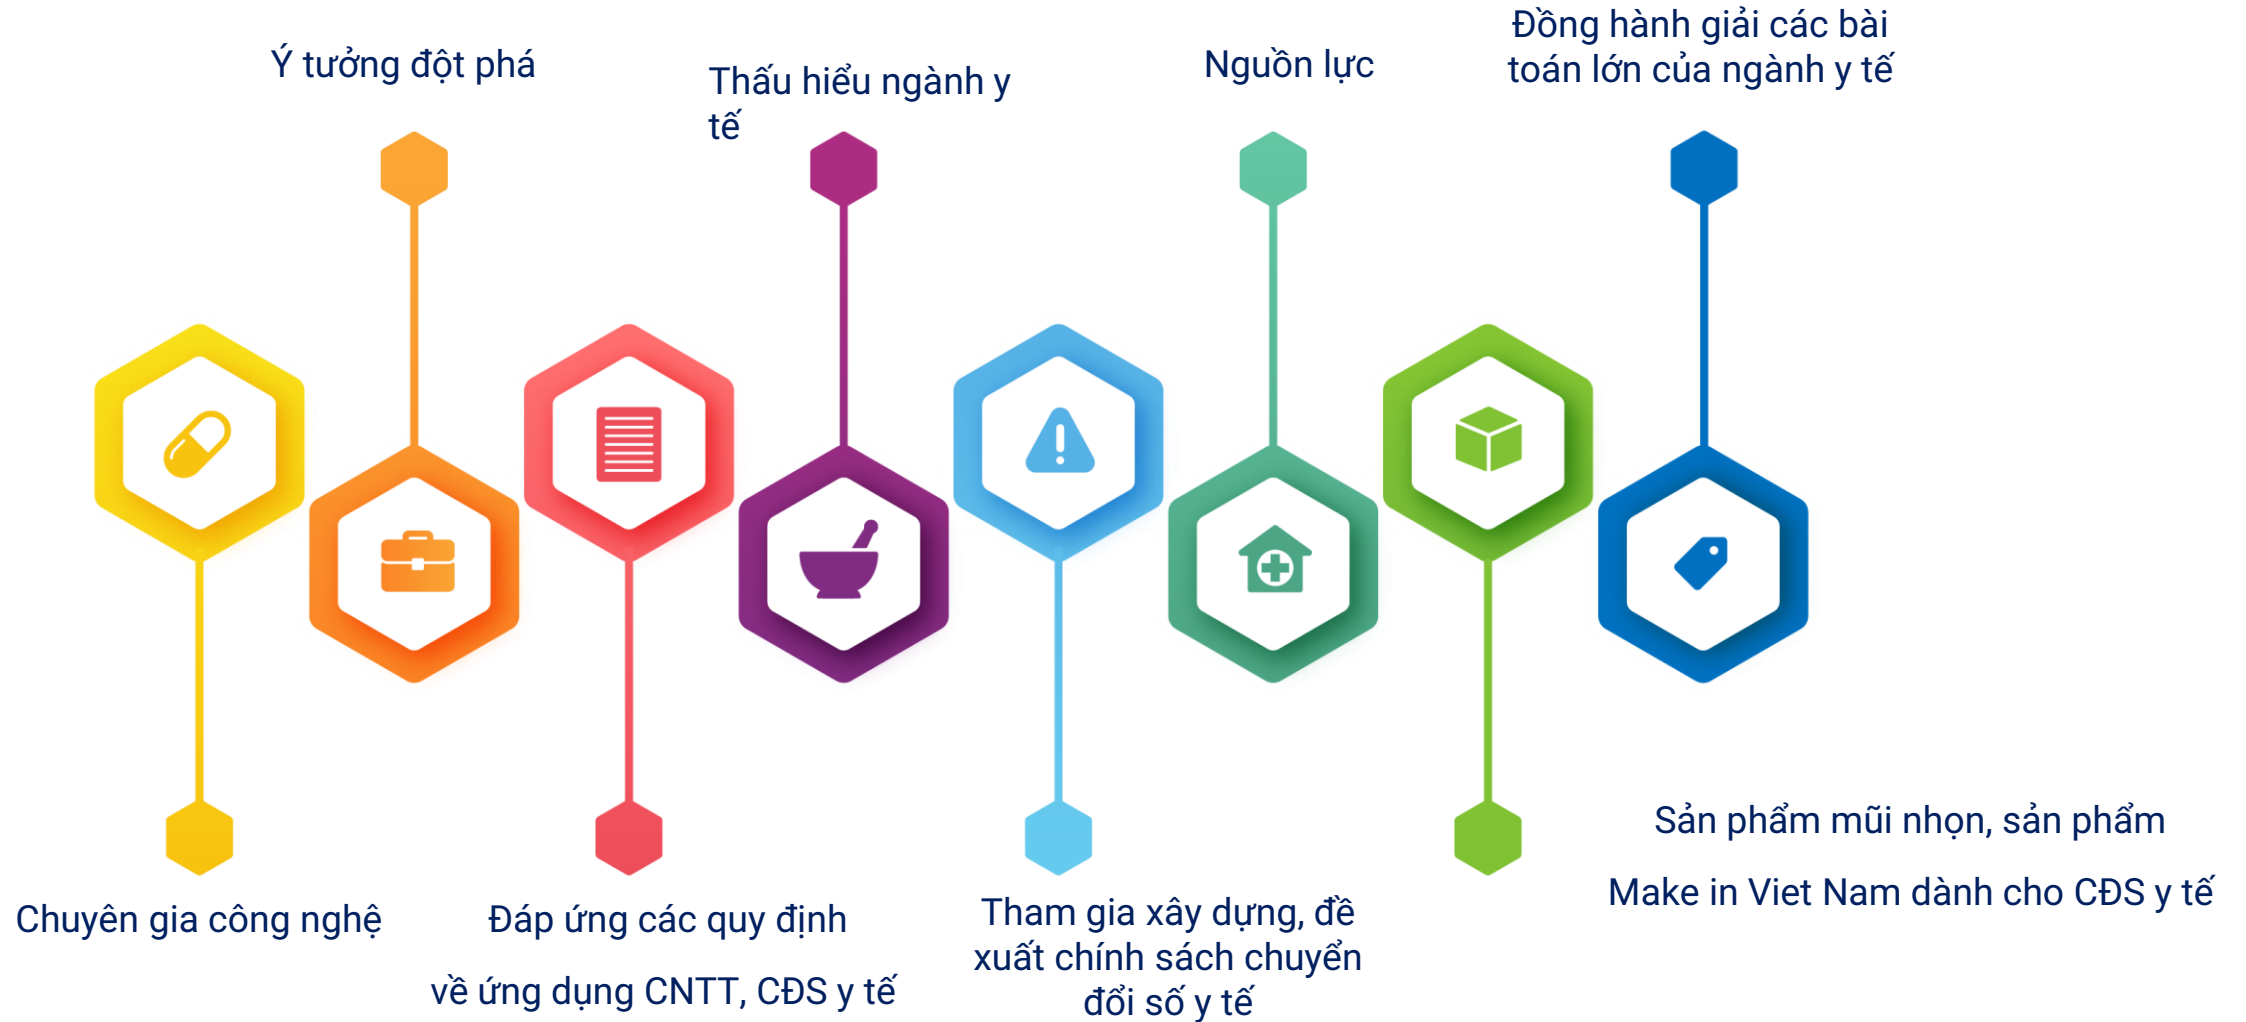 Ý tưởng đột phá
Thấu hiểu ngành y
tế
Nguồn lực
Đồng hành giải các bài
toán lớn của ngành y tế
Chuyên gia công nghệ
Đáp ứng các quy định
về ứng dụng CNTT, CĐS y tế
Tham gia xây dựng, đề
xuất chính sách chuyển
đổi số y tế
Sản phẩm mũi nhọn, sản phẩm
Make in Viet Nam dành cho CĐS y tế